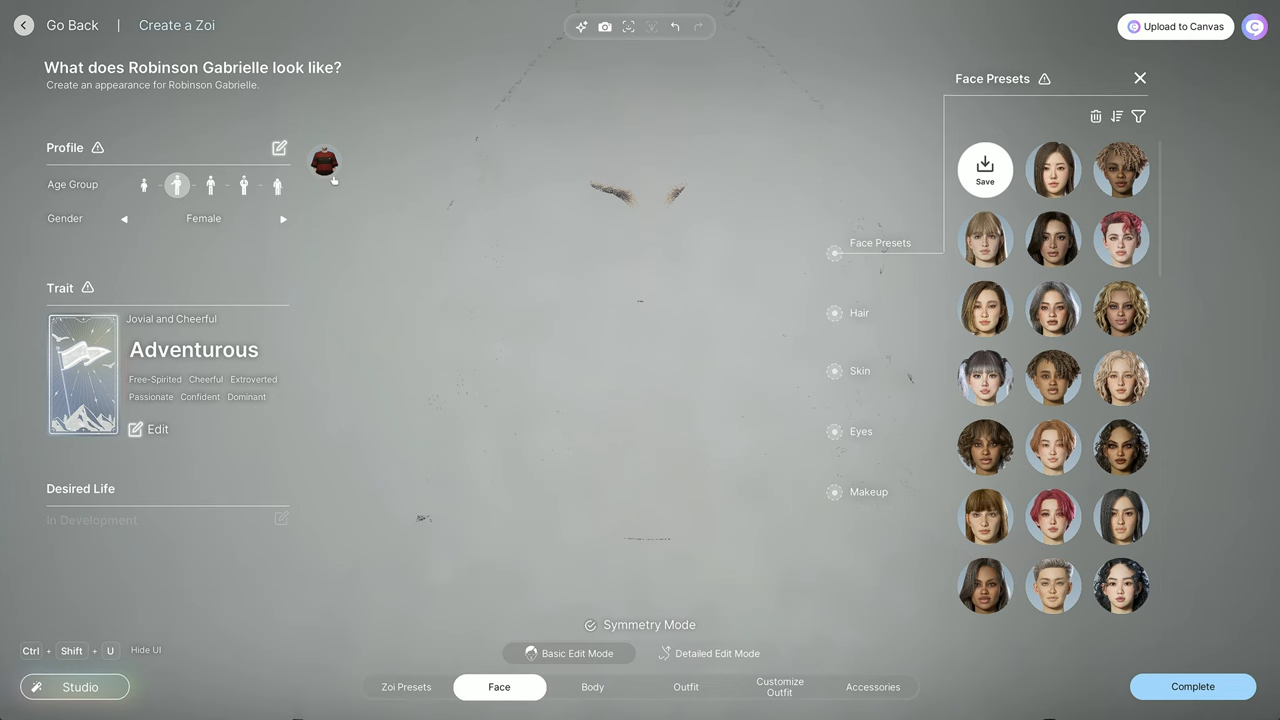 Go Back | Create a Zoi
Upload to Canvas
What does Robinson Gabrielle look like?
Create an appearance for Robinson Gabrielle.
Profile
Age Group
Gender
Female
Trait
Jovial and Cheerful
Adventurous
Free-Spirited Cheerful Extroverted
Passionate Confident Dominant
Edit
Desired Life
In Development
Face Presets
Save
Face Presets
Hair
Skin
Eyes
Makeup
Symmetry Mode
Basic Edit Mode
Detailed Edit Mode
Ctrl + Shift + U Hide UI
Studio
Zoi Presets
Face
Body
Outfit
Customize
Outfit
Accessories
Complete